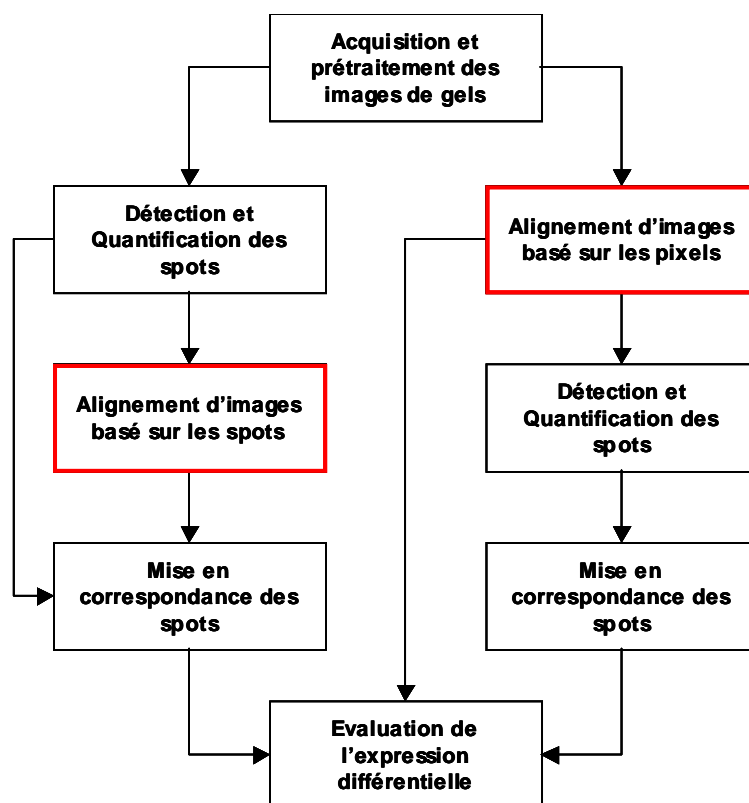 Acquisition et
prétraitement des
images de gels
Détection et
Quantification des
spots
Alignement d’images
basé sur les pixels
Alignement d’images
basé sur les spots
Détection et
Quantification des
spots
Mise en
correspondance des
spots
Mise en
correspondance des
spots
Evaluation de
l’expression
différentielle